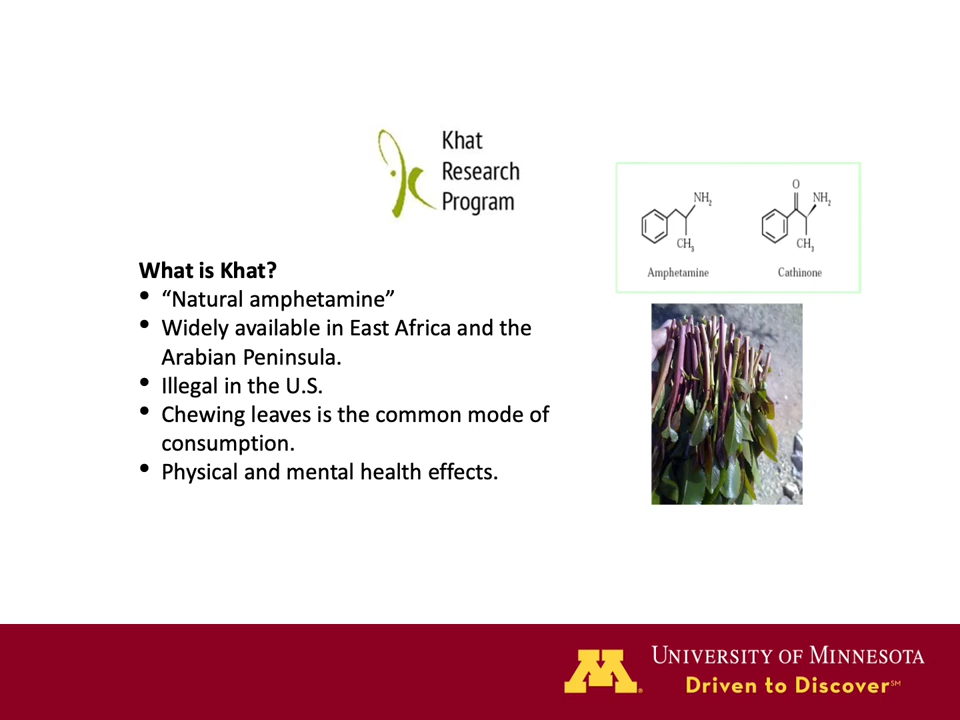 Khat
Research
Program
NH2
CH3
Amphetamine
O
NH2
CH3
Cathinone
What is Khat?
• “Natural amphetamine”
• Widely available in East Africa and the
Arabian Peninsula.
• Illegal in the U.S.
• Chewing leaves is the common mode of
consumption.
• Physical and mental health effects.
M
UNIVERSITY OF MINNESOTA
Driven to Discover℠